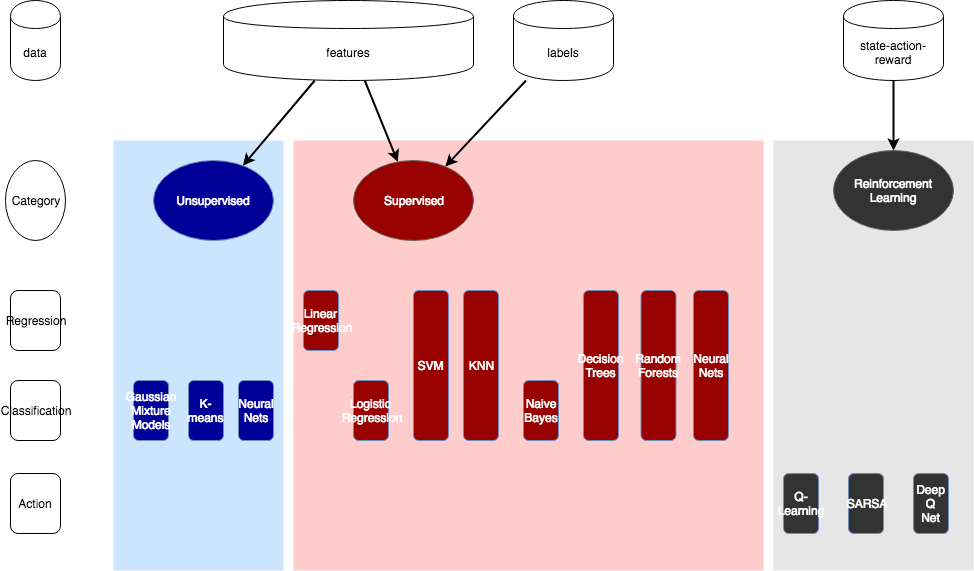 data
features
labels
state-action-
reward
Category
Unsupervised
Supervised
Reinforcement
Learning
Regression
Linear
Regression
SVM
KNN
Decision
Trees
Random
Forests
Neural
Nets
Classification
Gaussian
Mixture
Models
K-
means
Neural
Nets
Logistic
Regression
Naive
Bayes
Action
Q-
Learning
SARSA
Deep
Q
Net